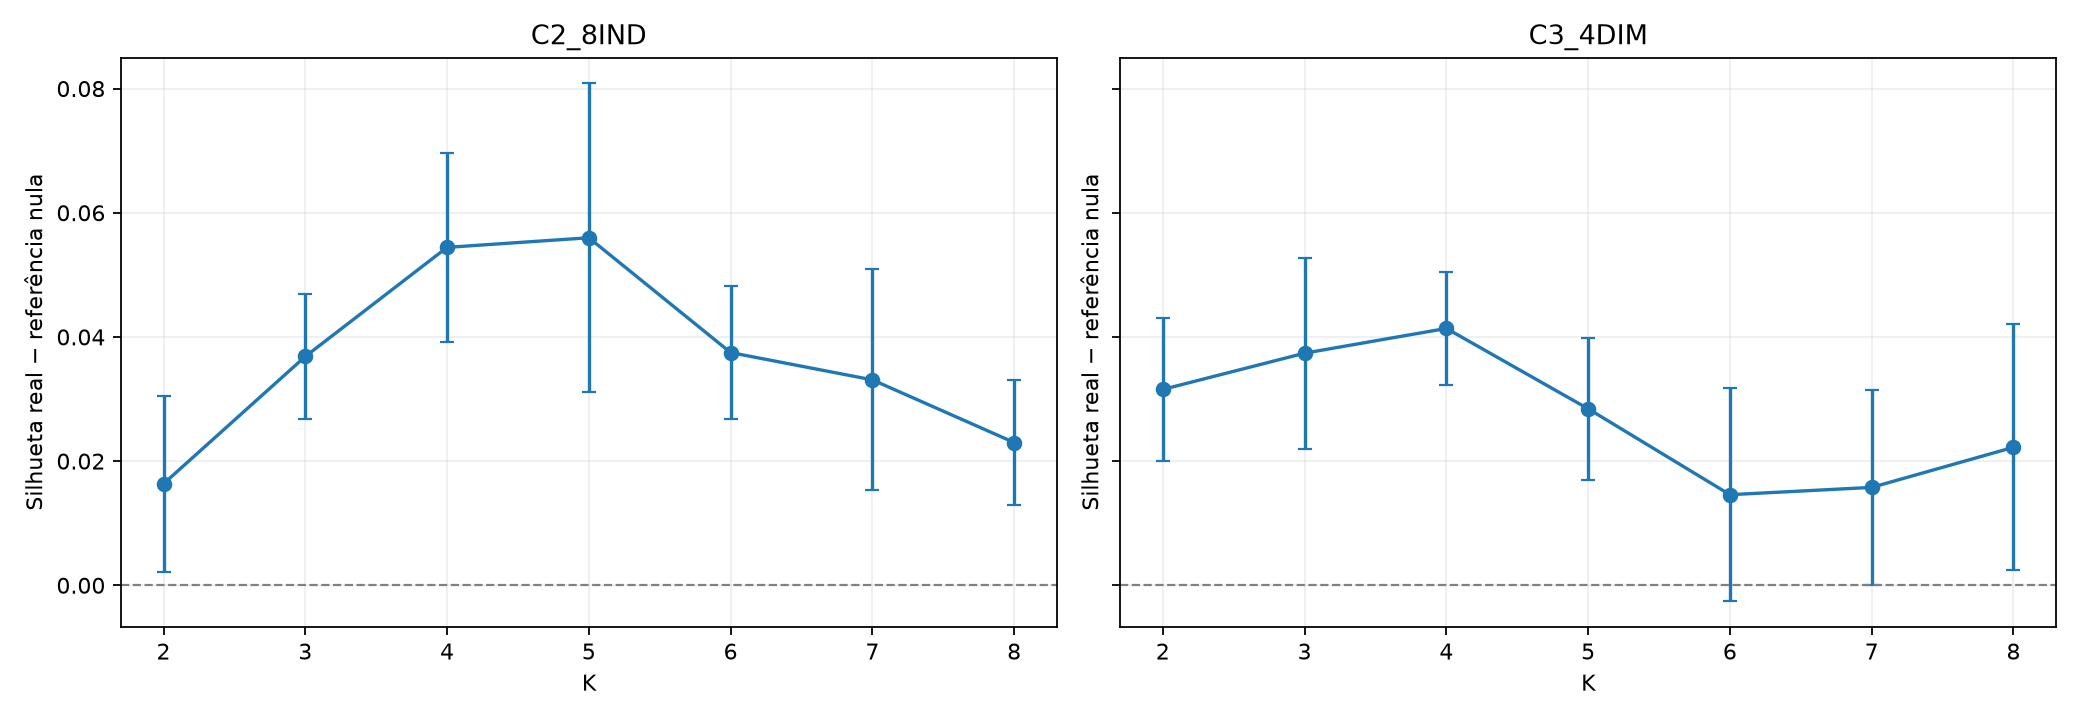 C2_8IND
Silhueta real − referência nula
0.08
0.06
0.04
0.02
0.00
2 3 4 5 6 7 8
K
C3_4DIM
Silhueta real − referência nula
2 3 4 5 6 7 8
K